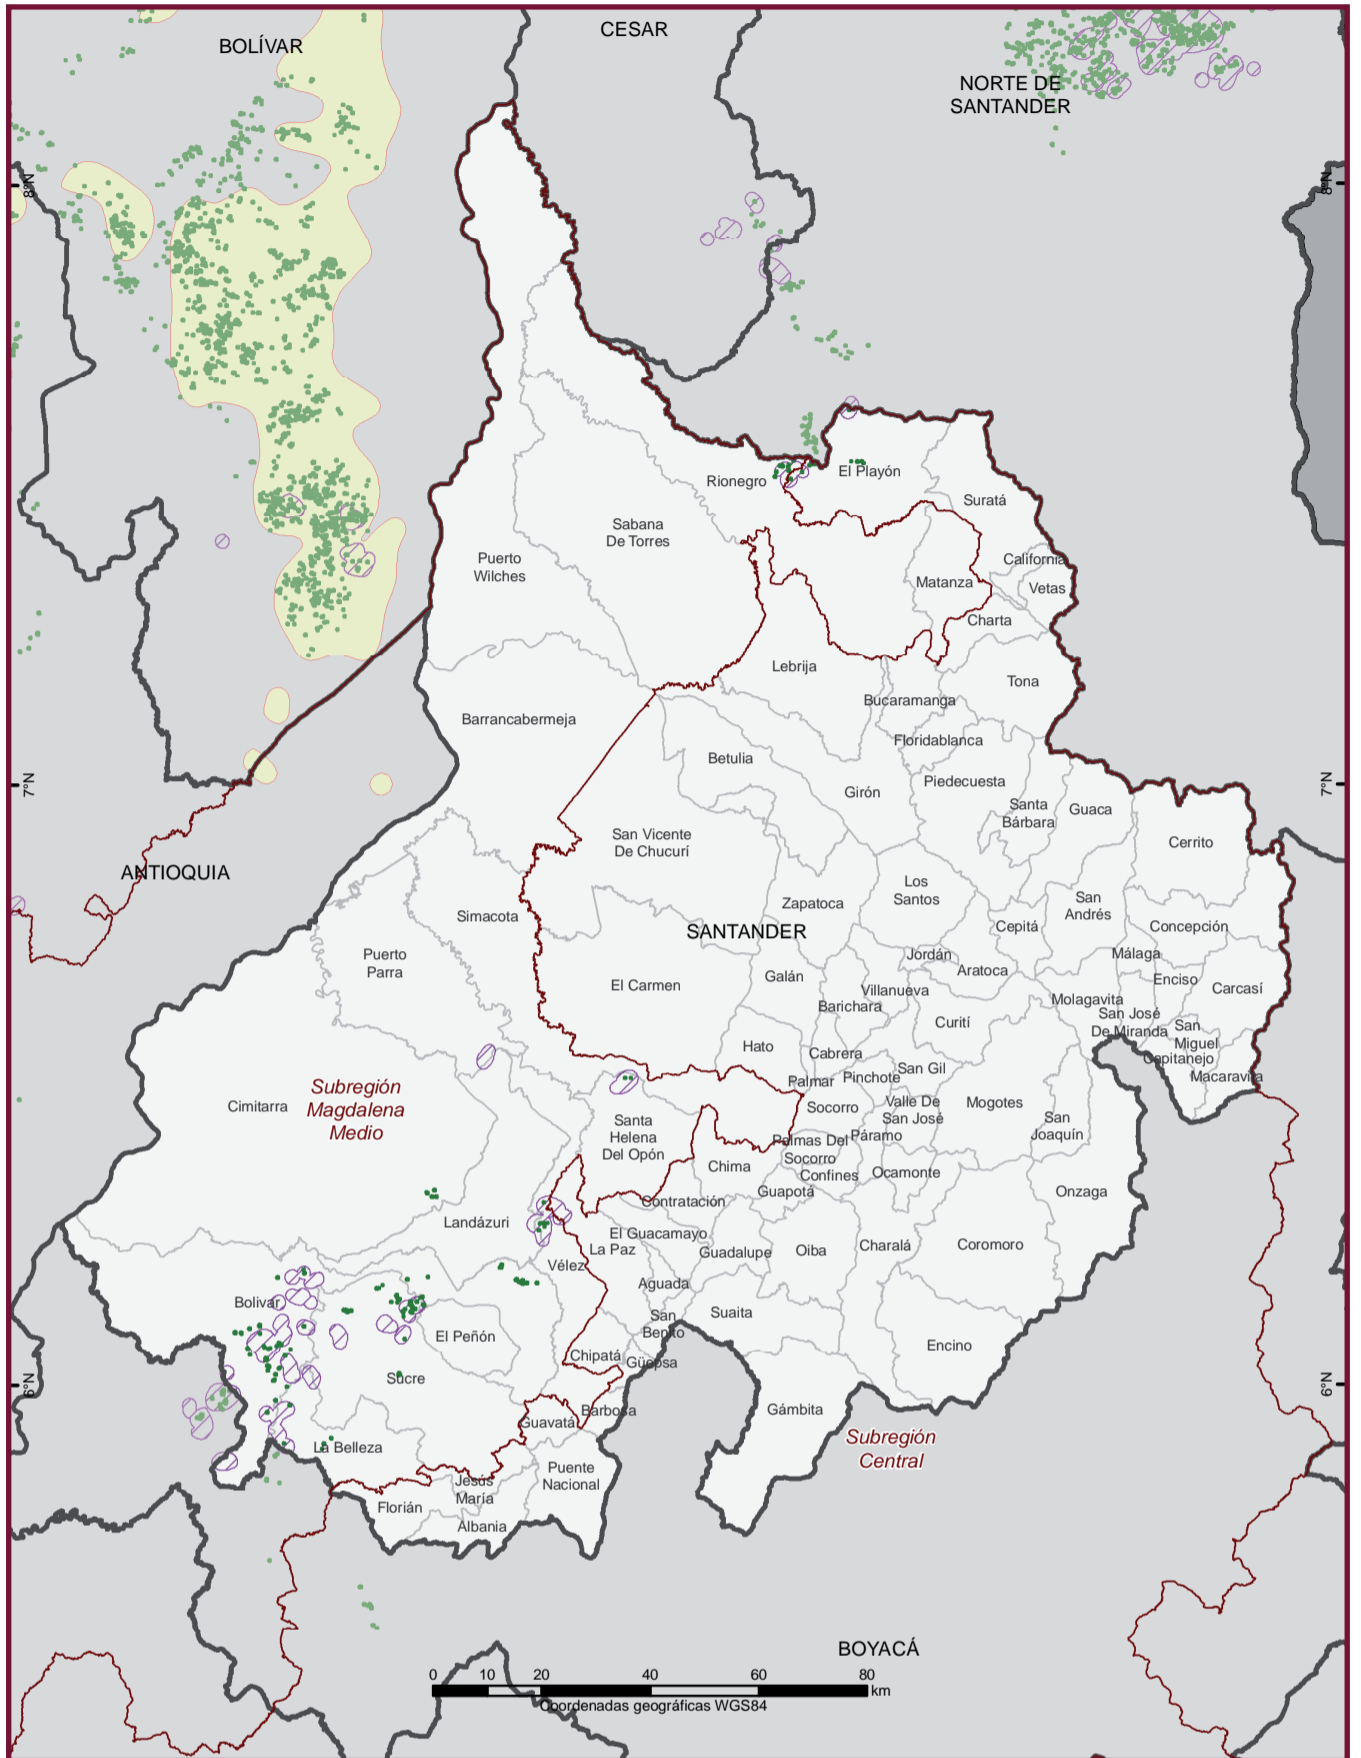 CESAR
BOLÍVAR
NORTE DE
SANTANDER
8°N
8°N
El Playón
Rionegro
Suratá
Sabana
De Torres
Puerto
Wilches
California
Matanza
Vetas
Charta
Lebrija
Tona
Bucaramanga
Barrancabermeja
Floridablanca
Betulia
7°N
Piedecuesta
7°N
Girón
Santa
Bárbara
Guaca
San Vicente
De Chucurí
Cerrito
ANTIOQUIA
Los
Santos
San
Andrés
Zapatoca
Simacota
Cepitá
Concepción
SANTANDER
Puerto
Parra
Jordán
Málaga
Aratoca
Galán
Enciso
El Carmen
Villanueva
Carcasí
Barichara
Molagavita
San José
De Miranda
Curití
San
Miguel
Hato
Cabrera
Capitanejo
San Gil
Palmar
Pinchote
Macaravita
Subregión
Magdalena
Medio
Cimitarra
Socorro
Valle De
San José
Mogotes
Santa
Helena
Del Opón
San
Joaquín
Palmas Del
Socorro
Páramo
Chima
Confines
Ocamonte
Guapotá
Onzaga
Contratación
Landázuri
El Guacamayo
La Paz
Guadalupe
Oiba
Charalá
Coromoro
Vélez
Aguada
Bolivar
Suaita
San
Benito
El Peñón
Encino
Chipatá
Güepsa
Sucre
Barbosa
Gámbita
Guavatá
Subregión
Central
La Belleza
Puente
Nacional
Jesús
María
Florián
Albania
6°N
6°N
BOYACÁ
0 10 20 40 60 80
km
Coordenadas geográficas WGS84